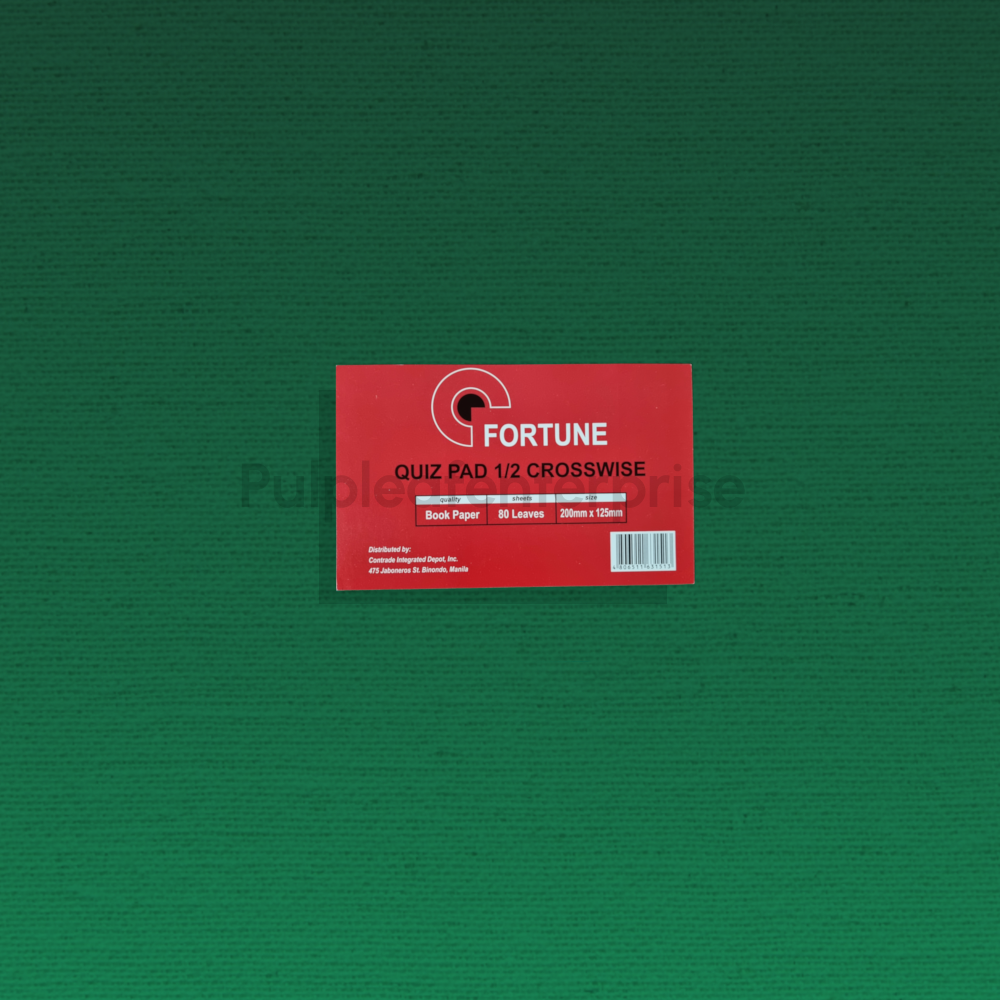 FORTUNE
QUIZ PAD 1/2 CROSSWISE
quality sheets size
Book Paper 80 Leaves 200mm x 125mm
Distributed by:
Contrade Integrated Depot, Inc.
475 Jaboneros St. Binondo, Manila